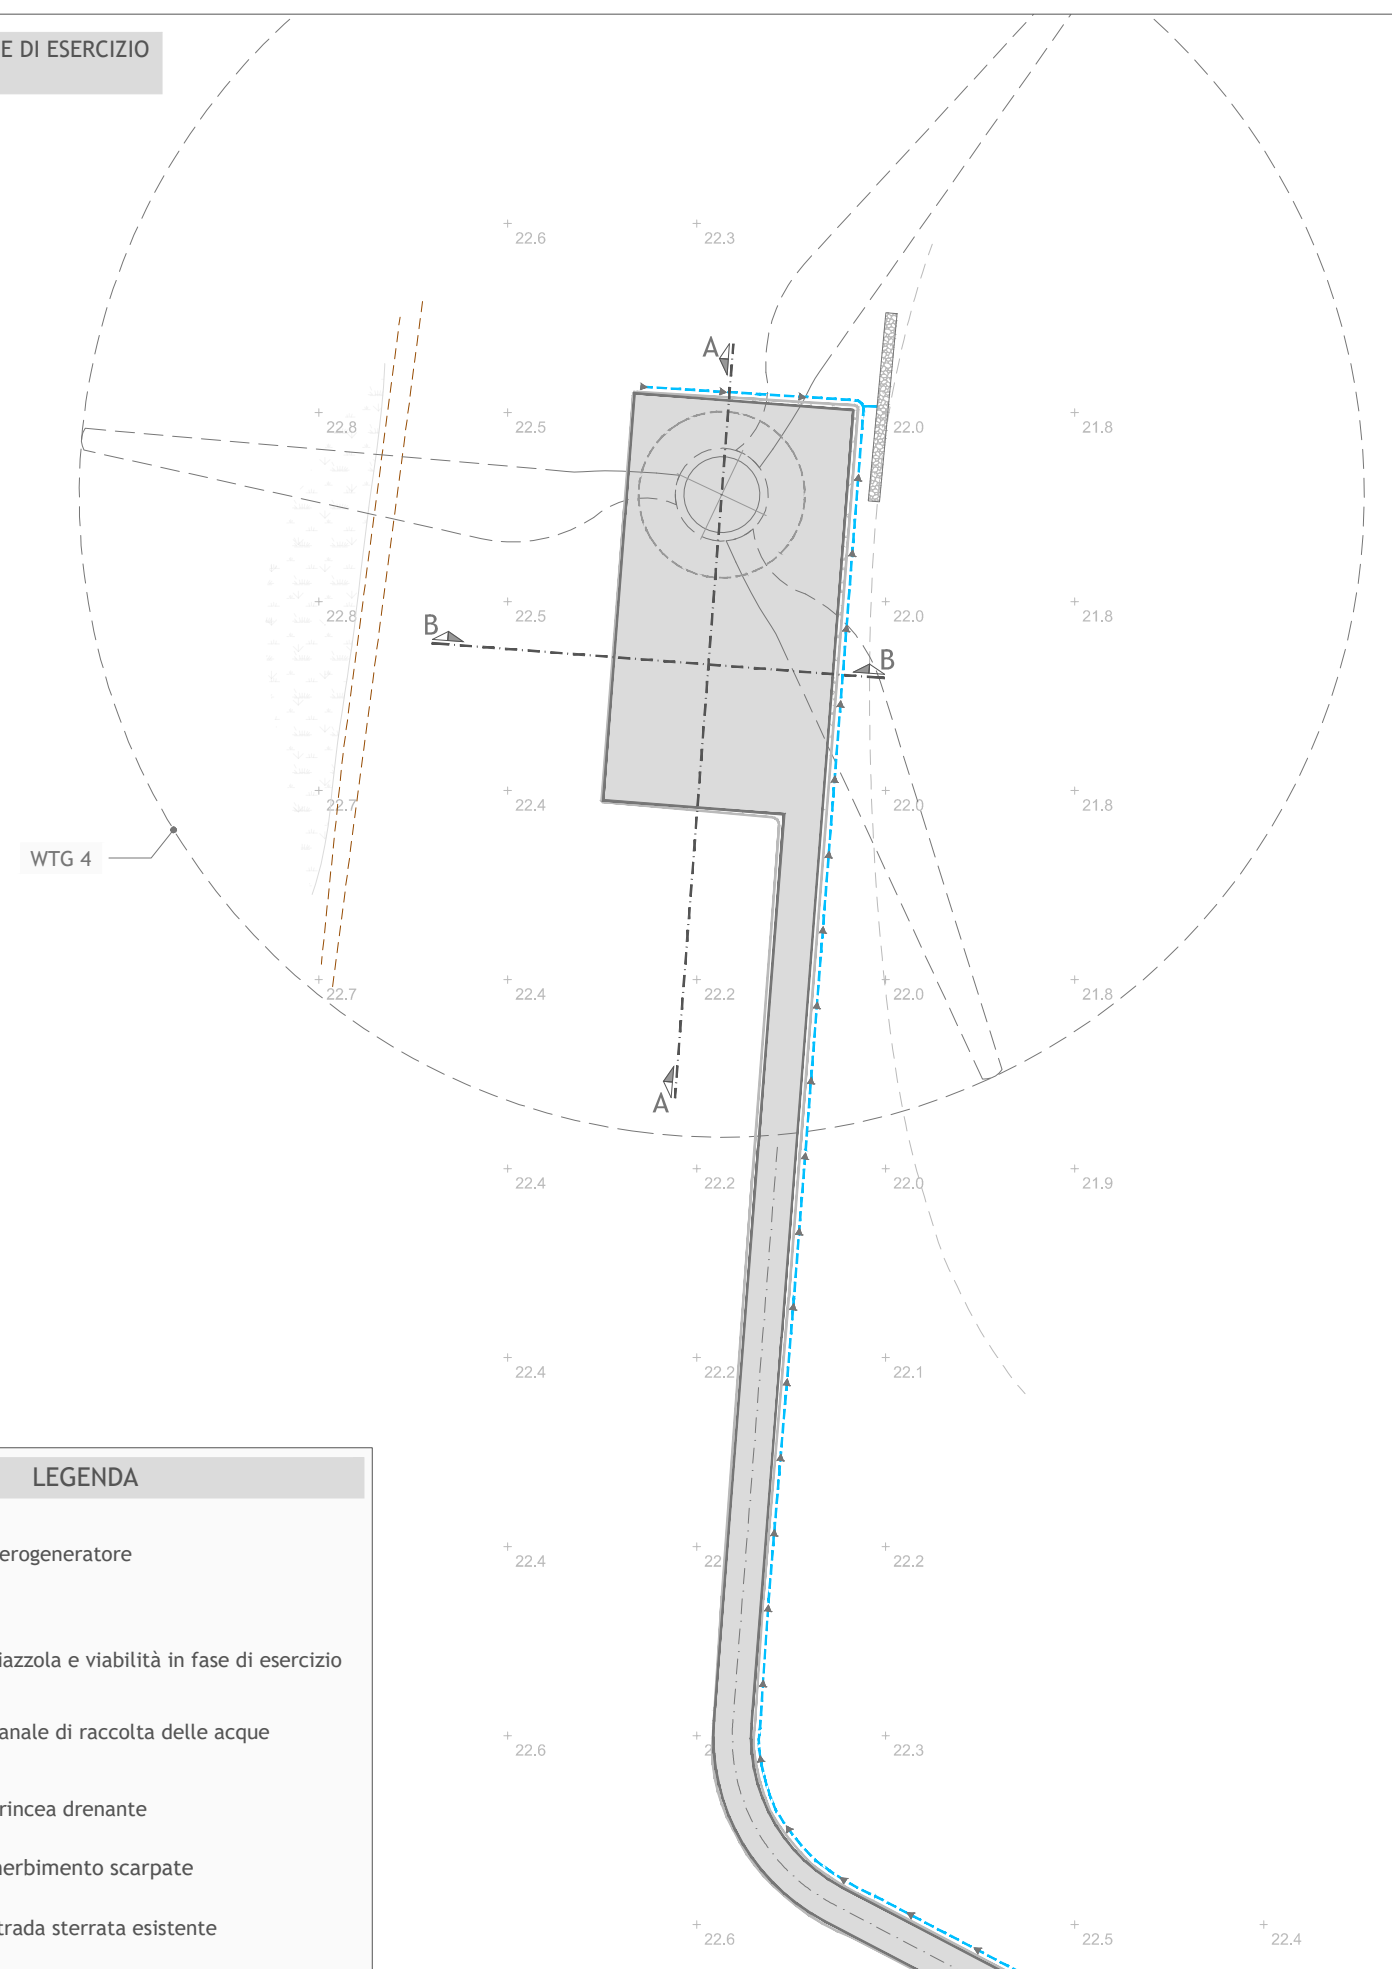 E DI ESERCIZIO
22.6
22.3
A
22.8
22.5
22.0
21.8
22.8
22.5
22.0
21.8
B
B
22.7
22.4
22.0
21.8
WTG 4
22.7
22.4
22.2
22.0
21.8
A
22.4
22.2
22.0
21.9
22.4
22.2
22.1
LEGENDA
22.4
22
22.2
erogeneratore
iazzola e viabilità in fase di esercizio
anale di raccolta delle acque
22.6
2
22.3
rincea drenante
nerbimento scarpate
trada sterrata esistente
22.6
22.5
22.4